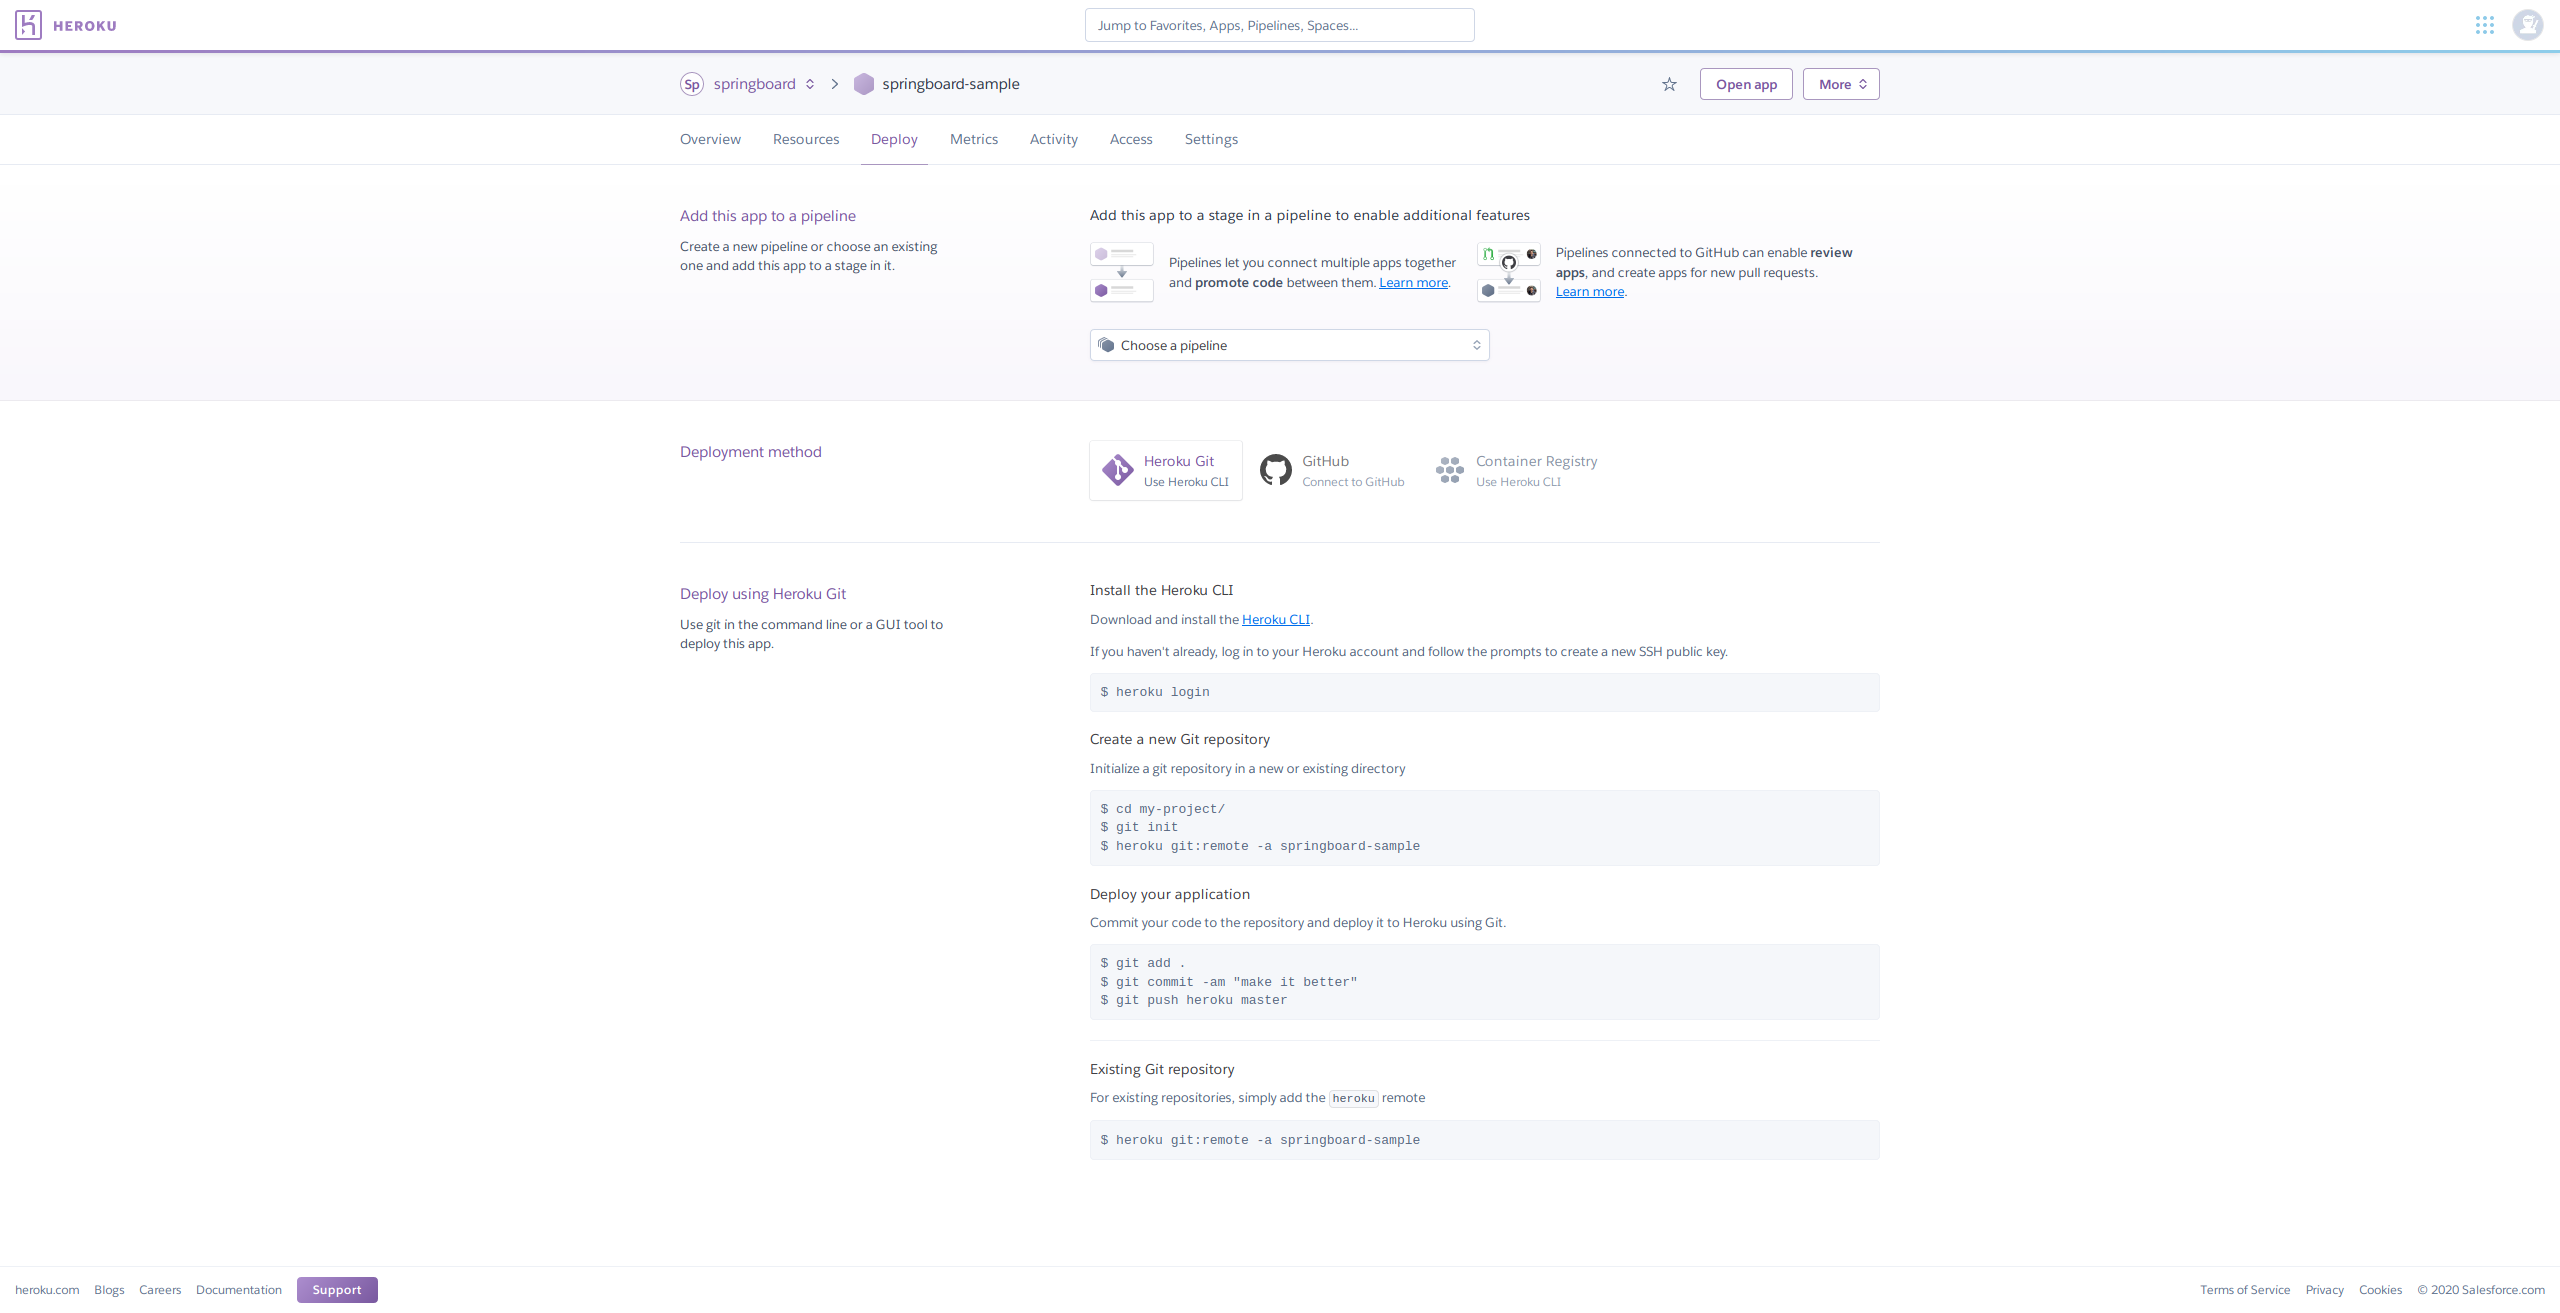 HEROKU
Jump to Favorites, Apps, Pipelines, Spaces...
Sp springboard springboard-sample
Open app More
Overview Resources Deploy Metrics Activity Access Settings
Add this app to a pipeline
Create a new pipeline or choose an existing
one and add this app to a stage in it.
Add this app to a stage in a pipeline to enable additional features
Pipelines let you connect multiple apps together
and promote code between them. Learn more.
Pipelines connected to GitHub can enable review
apps, and create apps for new pull requests.
Learn more.
Choose a pipeline
Deployment method
Heroku Git
Use Heroku CLI
GitHub
Connect to GitHub
Container Registry
Use Heroku CLI
Deploy using Heroku Git
Use git in the command line or a GUI tool to
deploy this app.
Install the Heroku CLI
Download and install the Heroku CLI.
If you haven't already, log in to your Heroku account and follow the prompts to create a new SSH public key.
$ heroku login
Create a new Git repository
Initialize a git repository in a new or existing directory
$ cd my-project/
$ git init
$ heroku git:remote -a springboard-sample
Deploy your application
Commit your code to the repository and deploy it to Heroku using Git.
$ git add .
$ git commit -am "make it better"
$ git push heroku master
Existing Git repository
For existing repositories, simply add the heroku remote
$ heroku git:remote -a springboard-sample
heroku.com Blogs Careers Documentation Support
Terms of Service Privacy Cookies © 2020 Salesforce.com